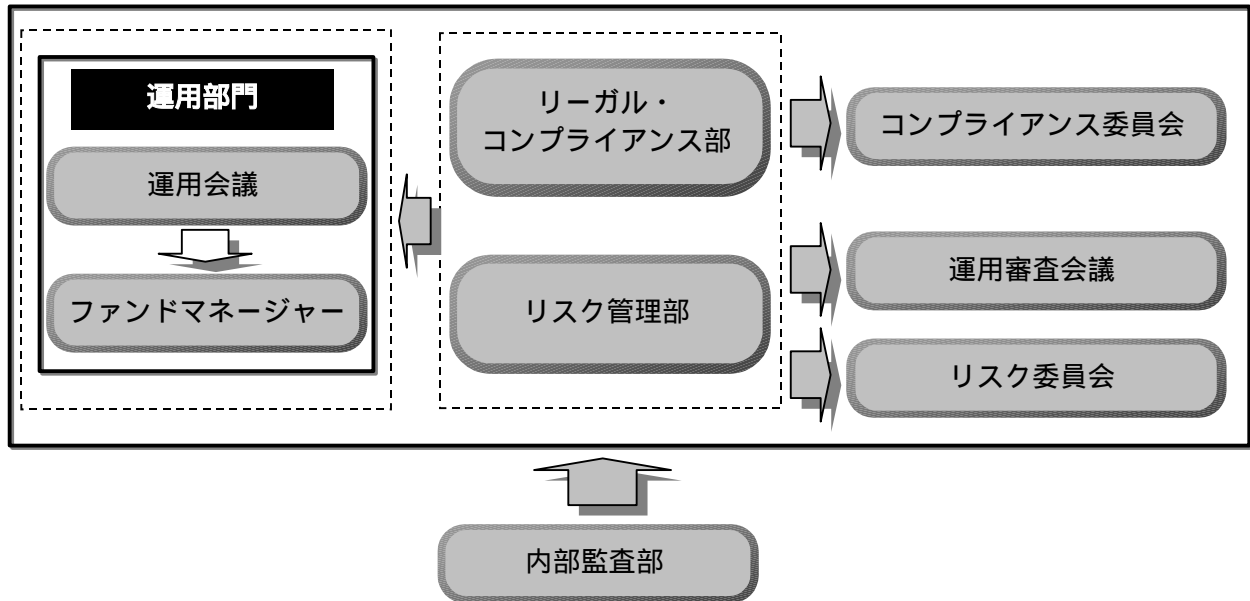 運用部門
運用会議
ファンドマネージャー
リーガル・
コンプライアンス部
リスク管理部
コンプライアンス委員会
運用審査会議
リスク委員会
内部監査部